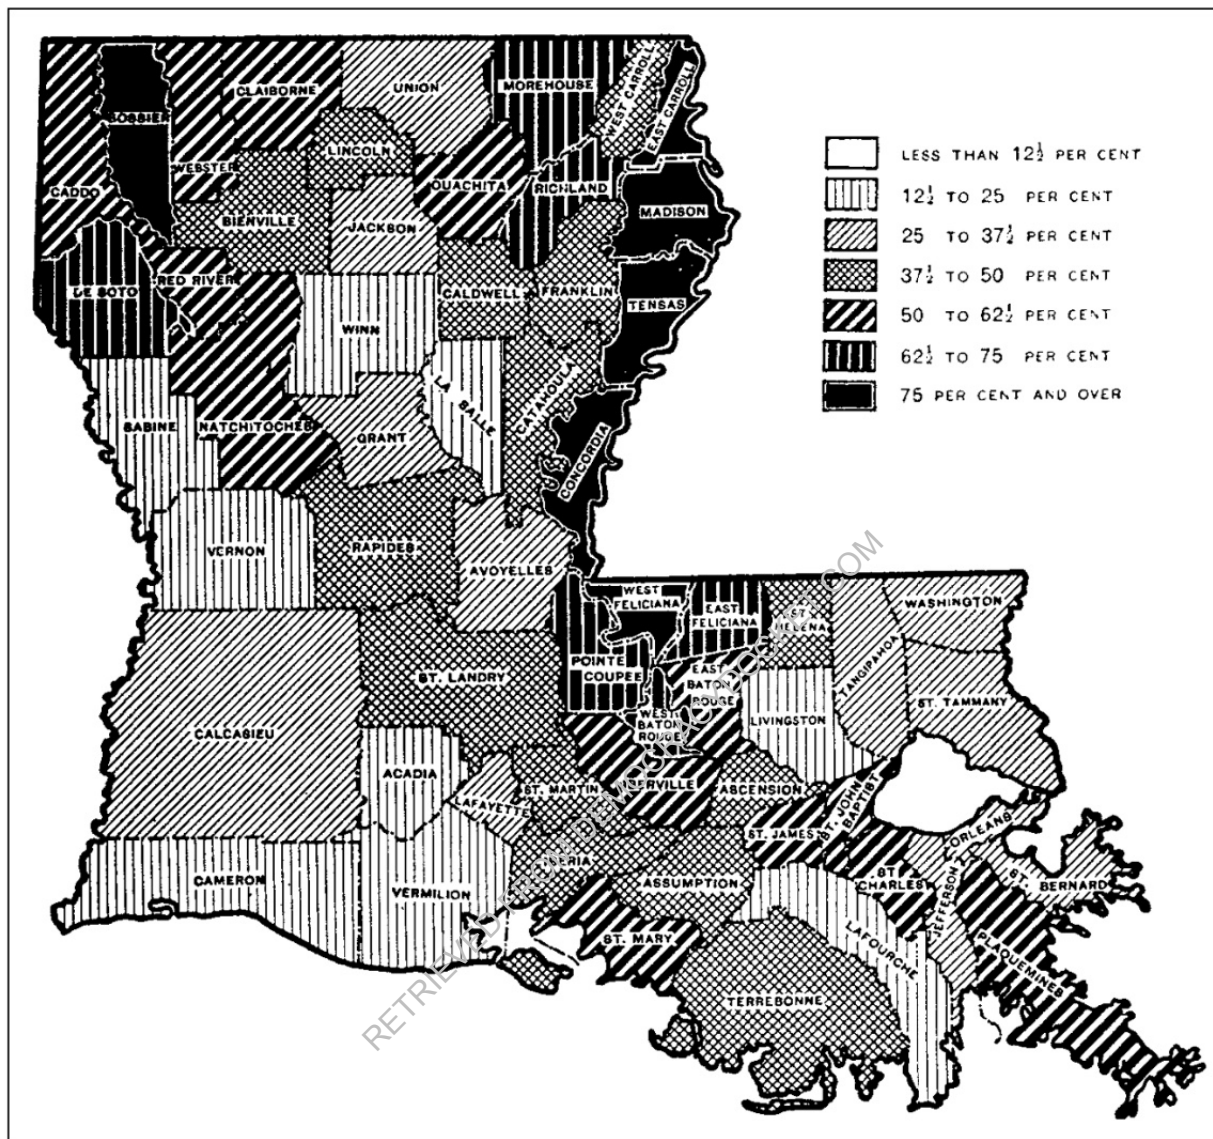 CLAIBORNE
UNION
MOREHOUSE
WEST CARROLL
EAST CARROLL
BOSSIER
WEBSTER
LINCOLN
CADDO
OUACHITA
RICHLAND
MADISON
BIENVILLE
JACKSON
RED RIVER
DE SOTO
CALDWELL
FRANKLIN
TENSAS
WINN
LA SALLE
CATAHOULA
SABINE
NATCHITOCHES
GRANT
CONCORDIA
VERNON
RAPIDES
AVOYELLES
WEST
FELICIANA
EAST
FELICIANA
ST.
HELENA
TANGIPAHOA
WASHINGTON
POINTE
COUPEE
EAST
BATON
ROUGE
ST. LANDRY
WEST
BATON
ROUGE
LIVINGSTON
ST. TAMMANY
CALCASIEU
ACADIA
LAFAYETTE
ST. MARTIN
IBERVILLE
ASCENSION
ST. JAMES
ST. JOHN
BAPTIST
ORLEANS
CAMERON
VERMILION
IBERIA
ASSUMPTION
ST
CHARLES
JEFFERSON
ST. BERNARD
ST. MARY
LAFOURCHE
PLAQUEMINES
TERREBONNE
LESS THAN 12½ PER CENT
12½ TO 25 PER CENT
25 TO 37½ PER CENT
37½ TO 50 PER CENT
50 TO 62½ PER CENT
62½ TO 75 PER CENT
75 PER CENT AND OVER
RETRIEVED FROM DEMOCRACYDOCKET.COM